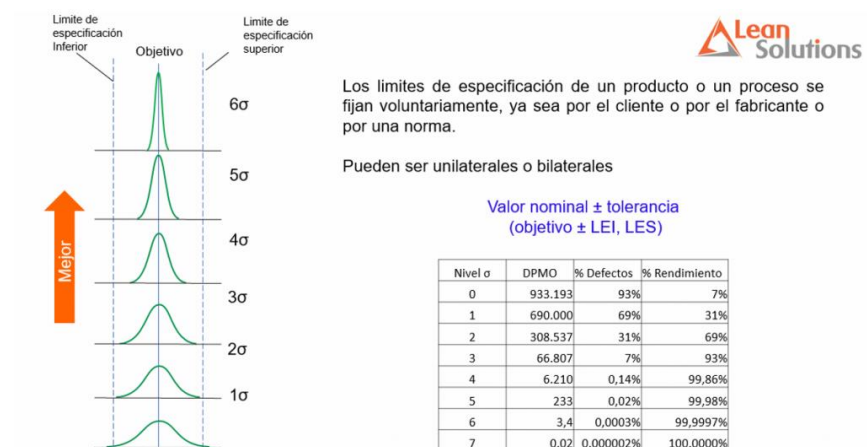 Limite de
especificación
Inferior
Objetivo
Limite de
especificación
superior
Lean
Solutions
6σ
5σ
4σ
3σ
2σ
1σ
Mejor
Los limites de especificación de un producto o un proceso se
fijan voluntariamente, ya sea por el cliente o por el fabricante o
por una norma.
Pueden ser unilaterales o bilaterales
Valor nominal ± tolerancia
(objetivo ± LEI, LES)
Nivel σ DPMO % Defectos % Rendimiento
0 933.193 93% 7%
1 690.000 69% 31%
2 308.537 31% 69%
3 66.807 7% 93%
4 6.210 0,14% 99,86%
5 233 0,02% 99,98%
6 3,4 0,0003% 99,9997%
7 0,02 0,000002% 100,0000%